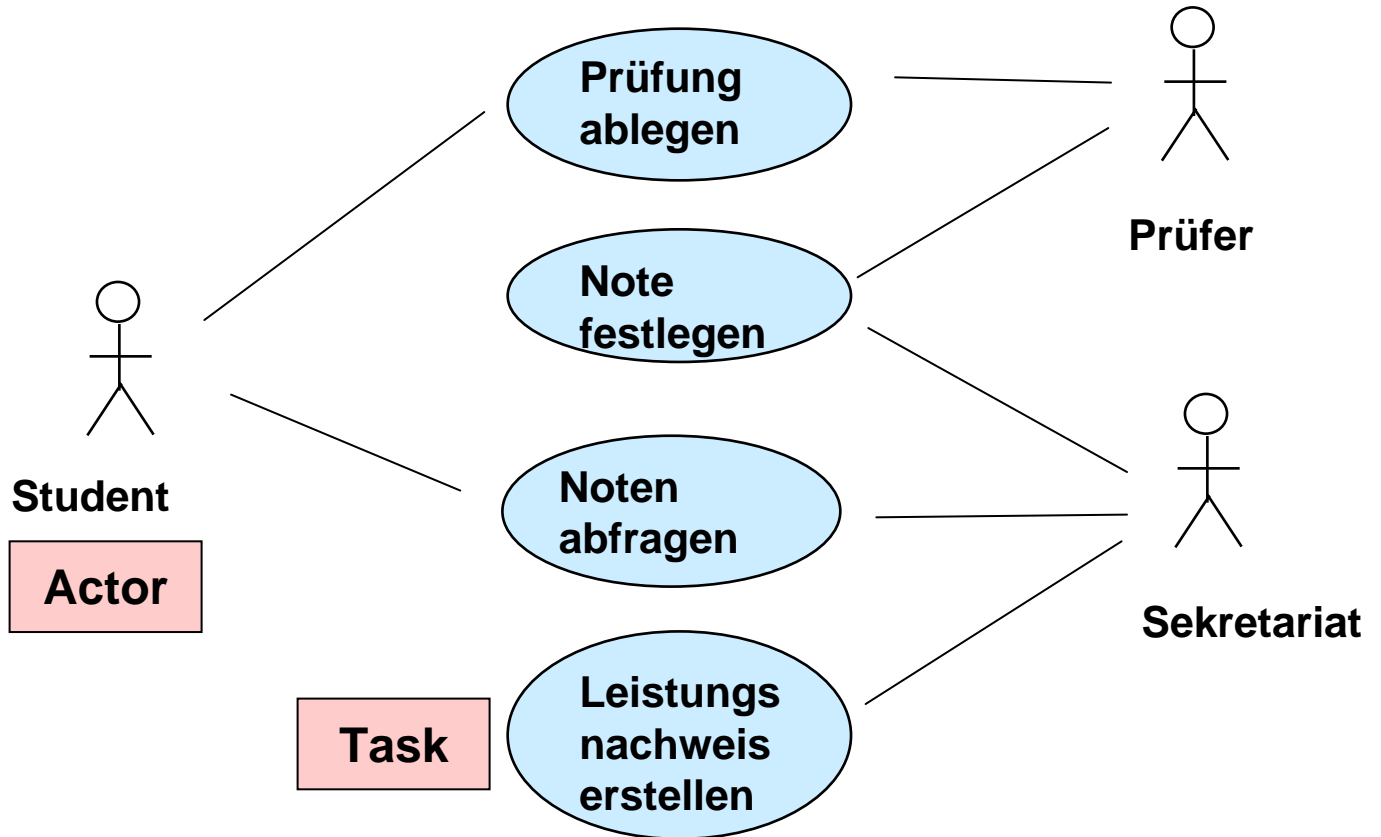 Prüfung
ablegen
Prüfer
Note
festlegen
Student
Noten
abfragen
Actor
Sekretariat
Task
Leistungs
nachweis
erstellen